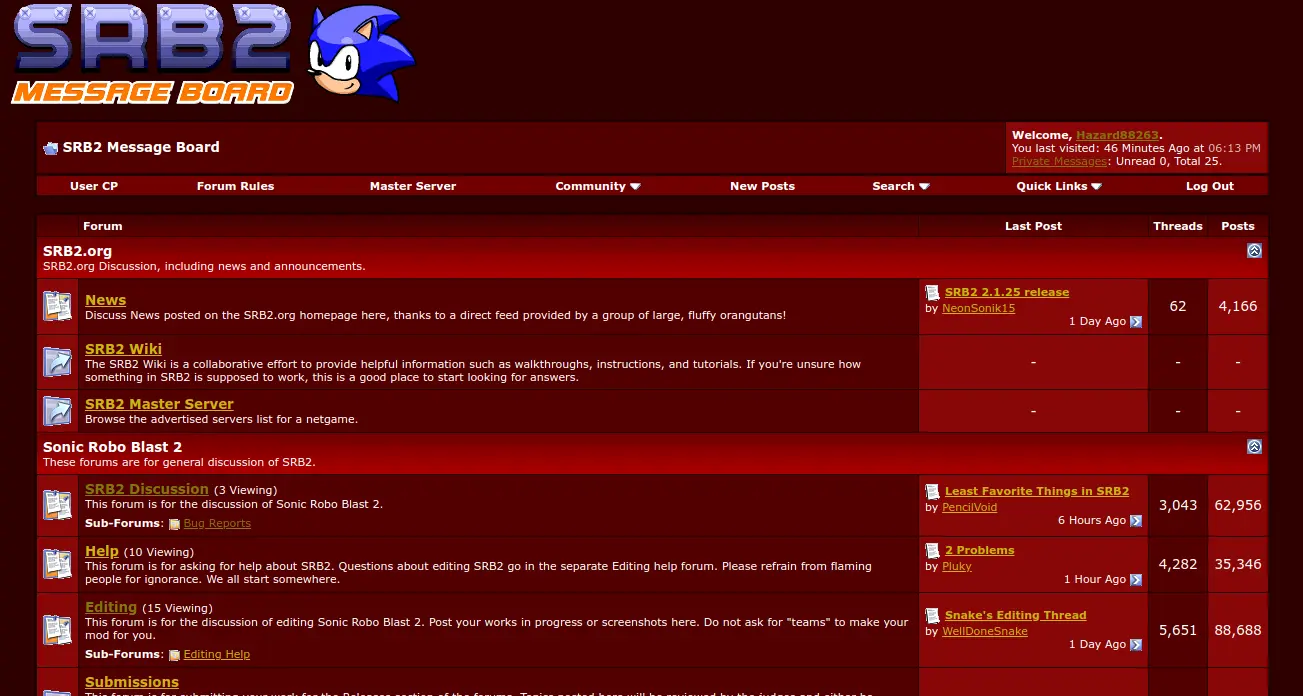 SRB2
MESSAGE BOARD
SRB2 Message Board
Welcome, Hazard88263.
You last visited: 46 Minutes Ago at 06:13 PM
Private Messages: Unread 0, Total 25.
User CP Forum Rules Master Server Community New Posts Search Quick Links Log Out
Forum Last Post Threads Posts
SRB2.org
SRB2.org Discussion, including news and announcements.
News
Discuss News posted on the SRB2.org homepage here, thanks to a direct feed provided by a group of large, fluffy orangutans!
SRB2 2.1.25 release
by NeonSonik15
1 Day Ago
62 4,166
SRB2 Wiki
The SRB2 Wiki is a collaborative effort to provide helpful information such as walkthroughs, instructions, and tutorials. If you're unsure how
something in SRB2 is supposed to work, this is a good place to start looking for answers.
- - -
SRB2 Master Server
Browse the advertised servers list for a netgame.
- - -
Sonic Robo Blast 2
These forums are for general discussion of SRB2.
SRB2 Discussion (3 Viewing)
This forum is for the discussion of Sonic Robo Blast 2.
Sub-Forums: Bug Reports
Least Favorite Things in SRB2
by PencilVoid
6 Hours Ago
3,043 62,956
Help (10 Viewing)
This forum is for asking for help about SRB2. Questions about editing SRB2 go in the separate Editing help forum. Please refrain from flaming
people for ignorance. We all start somewhere.
2 Problems
by Pluky
1 Hour Ago
4,282 35,346
Editing (15 Viewing)
This forum is for the discussion of editing Sonic Robo Blast 2. Post your works in progress or screenshots here. Do not ask for "teams" to make your
mod for you.
Sub-Forums: Editing Help
Snake's Editing Thread
by WellDoneSnake
1 Day Ago
5,651 88,688
Submissions